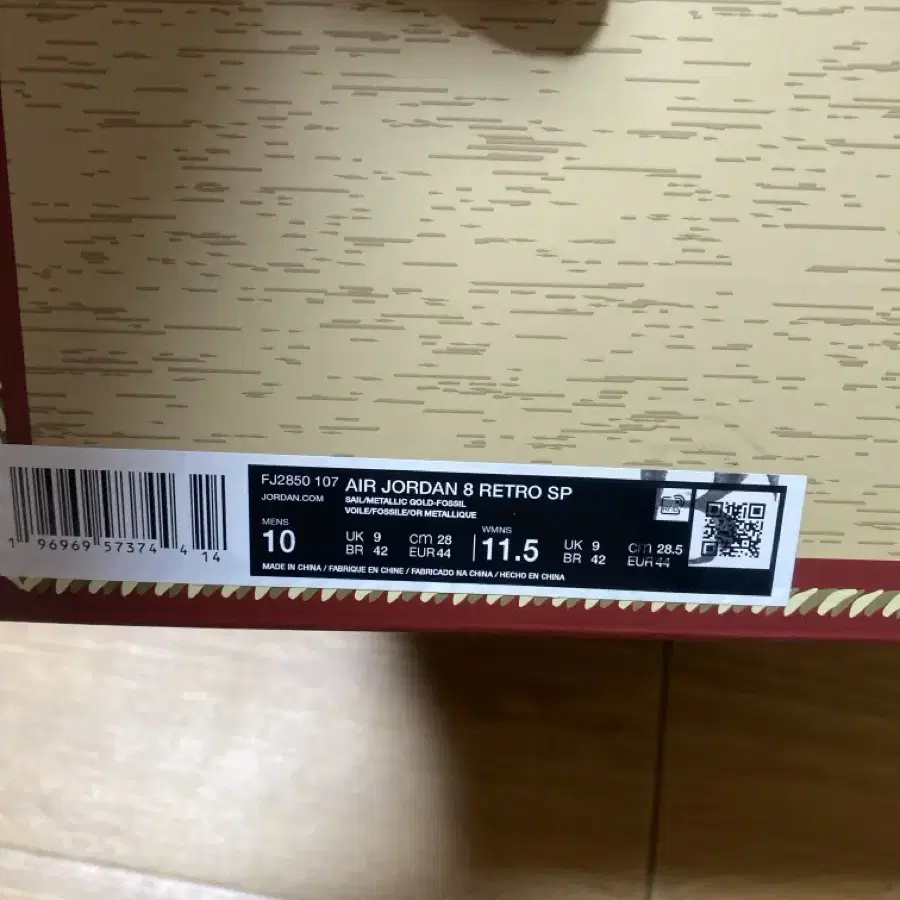 FJ2850 107 AIR JORDAN 8 RETRO SP
JORDAN.COM
SAIL/METALLIC GOLD-FOSSIL
VOILE/FOSSILE/OR METALLIQUE
MENS
10
UK 9
BR 42
cm 28
EUR 44
WMNS
11.5
UK 9
BR 42
cm 28.5
EUR 44
MADE IN CHINA / FABRIQUE EN CHINE / FABRICADO NA CHINA / HECHO EN CHINA
1 96969 57374 4
14